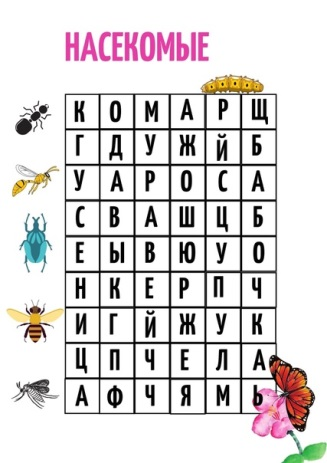 НАСЕКОМЫЕ
К О М А Р Щ
Г Д У Ж Й Б
У А Р О С А
С В А Ш Ц Б
Е Ы В Ю У О
Н К Е Р П Ч
И Г Й Ж У К
Ц П Ч Е Л А
А Ф Ч Я М Ь